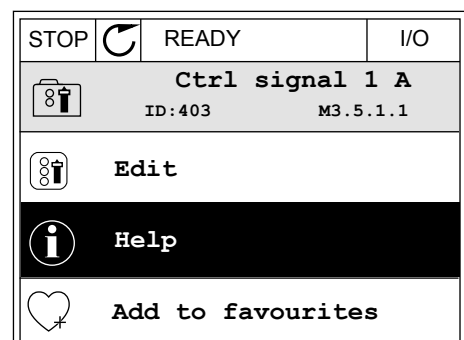 STOP READY I/O
Ctrl signal 1 A
ID:403 M3.5.1.1
Edit
Help
Add to favourites